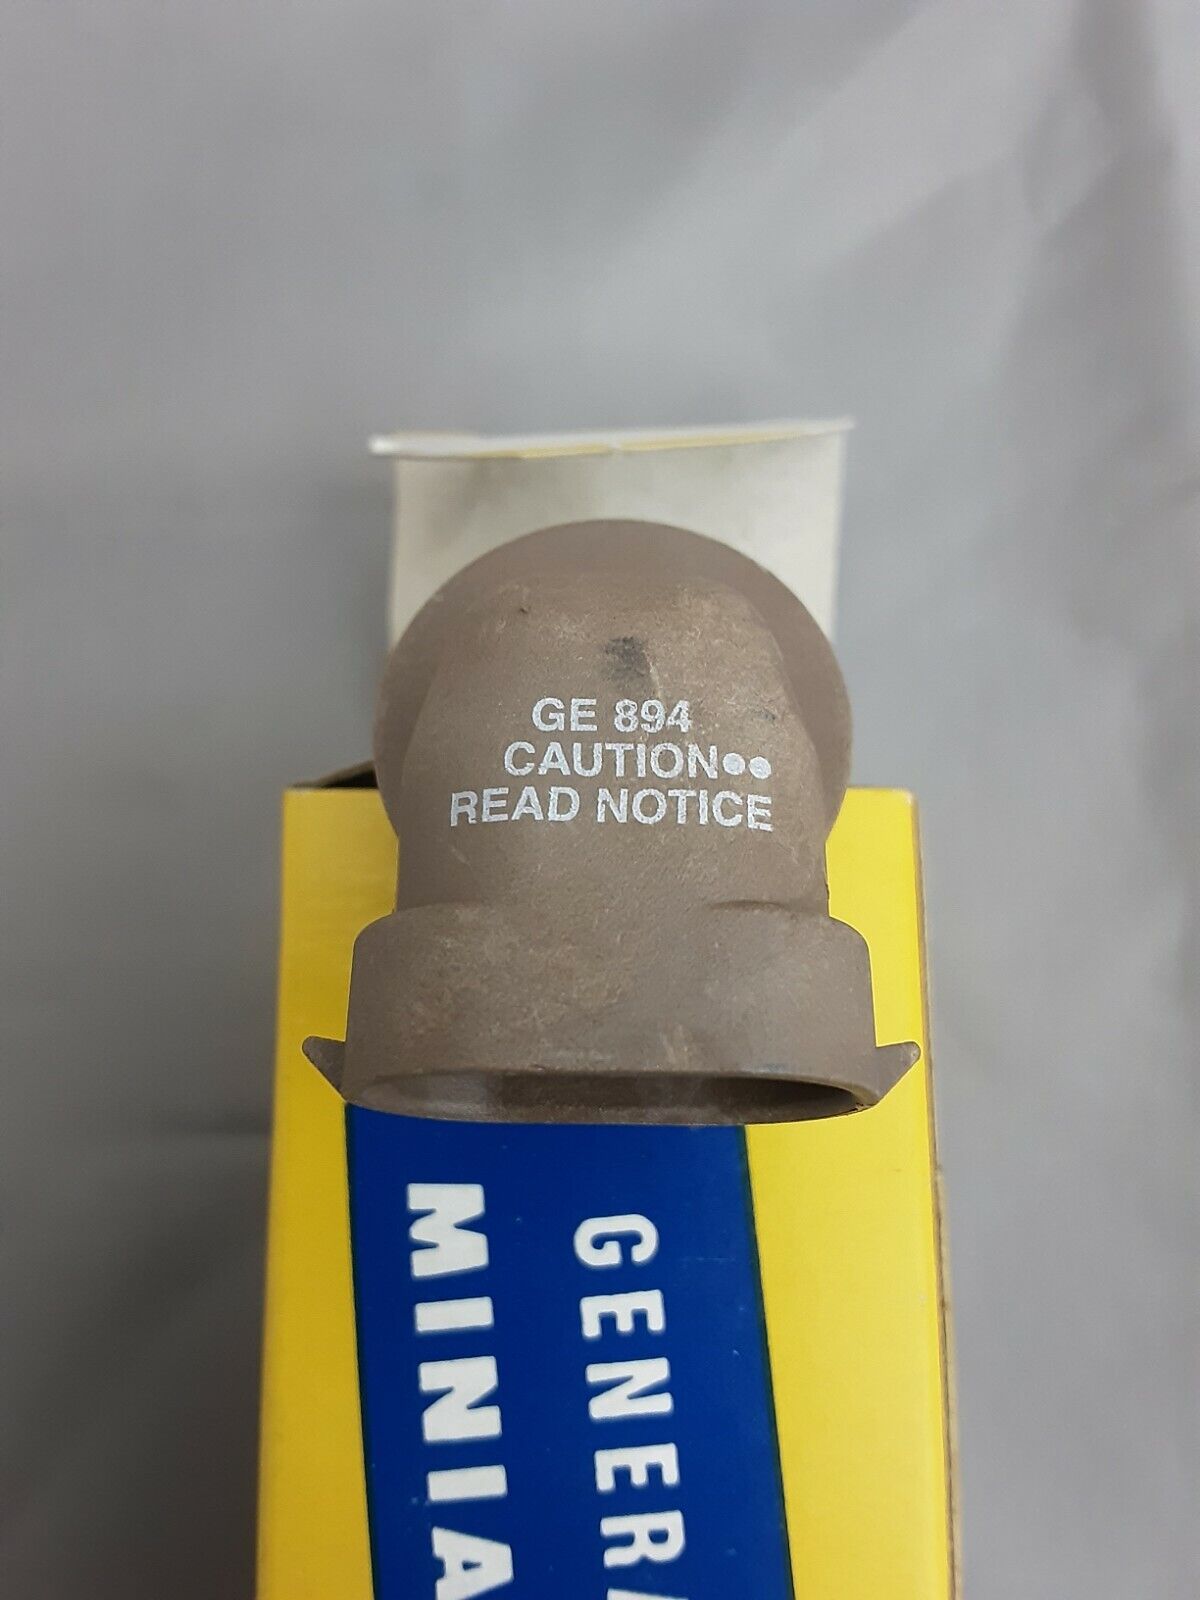 GE 894
CAUTION••
READ NOTICE
GENERA
MINIA